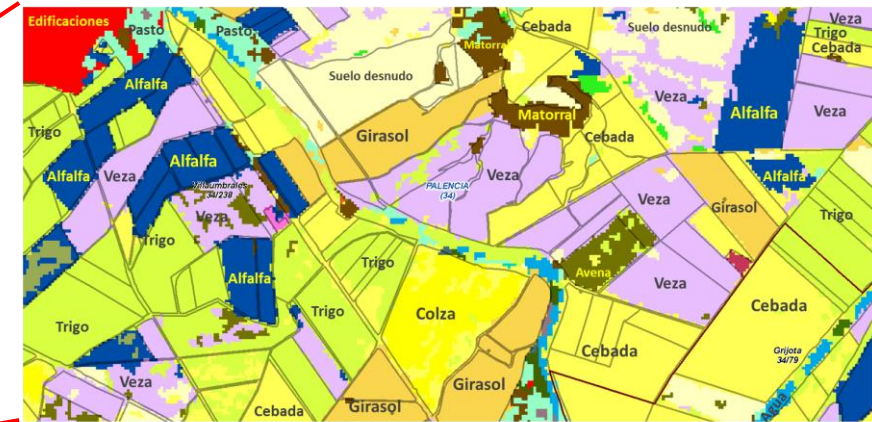 Edificaciones
Pasto
Pasto
Matorral
Cebada
Suelo desnudo
Veza
Trigo
Cebada
Suelo desnudo
Alfalfa
Veza
Alfalfa
Veza
Trigo
Girasol
Matorral
Cebada
Alfalfa
Veza
Alfalfa
Villaumbrales
34/238
Veza
PALENCIA
(34)
Veza
Veza
Alfalfa
Girasol
Trigo
Trigo
Trigo
Alfalfa
Avena
Veza
Trigo
Trigo
Colza
Cebada
Cebada
Grijota
34/79
Veza
Girasol
Cebada
Girasol
Agua